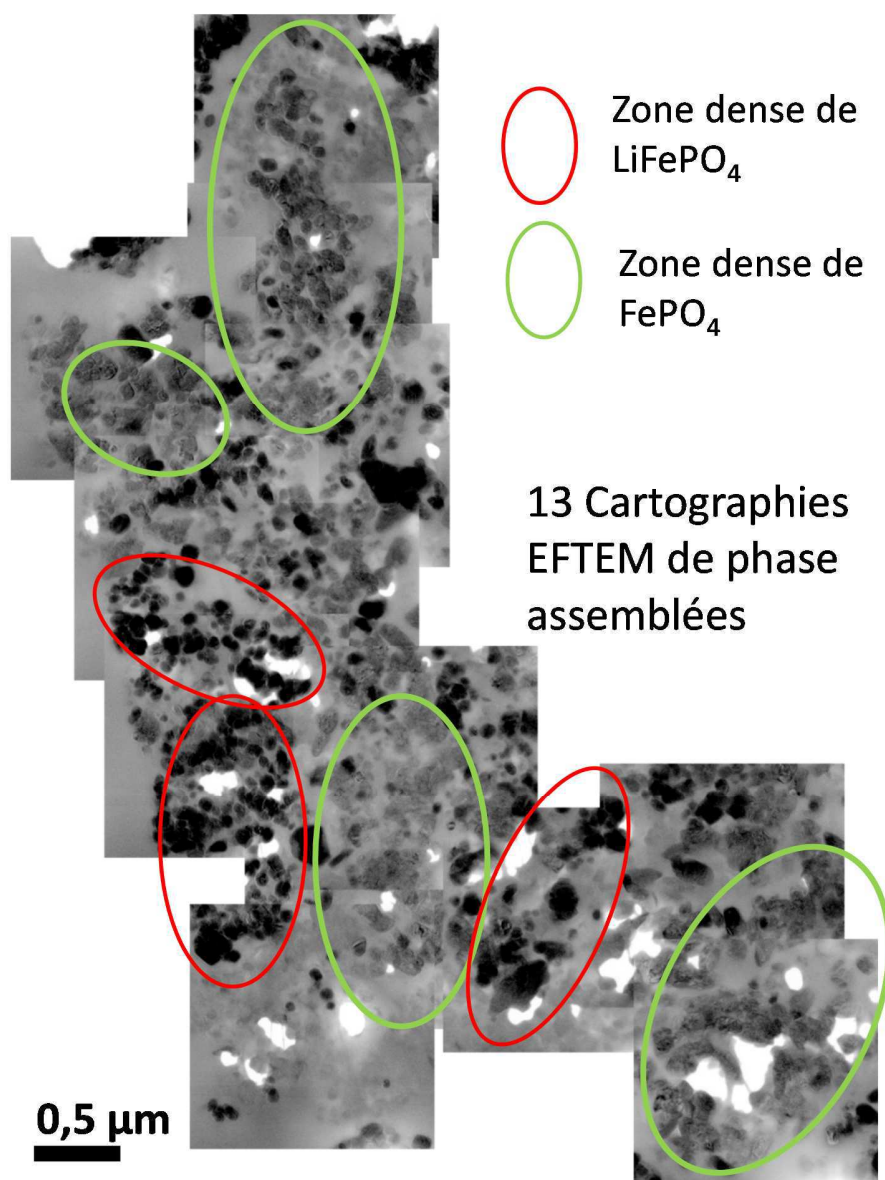 Zone dense de
LiFePO₄
Zone dense de
FePO₄
13 Cartographies
EFTEM de phase
assemblées
0,5 µm